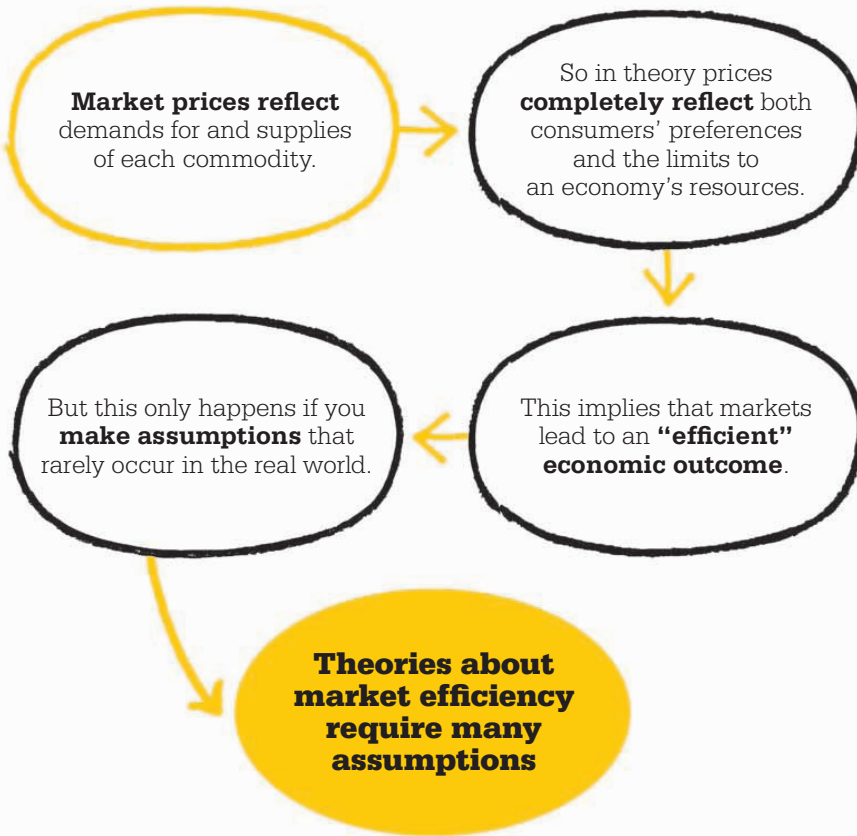 Market prices reflect
demands for and supplies
of each commodity.
So in theory prices
completely reflect both
consumers’ preferences
and the limits to
an economy’s resources.
This implies that markets
lead to an “efficient”
economic outcome.
But this only happens if you
make assumptions that
rarely occur in the real world.
Theories about
market efficiency
require many
assumptions